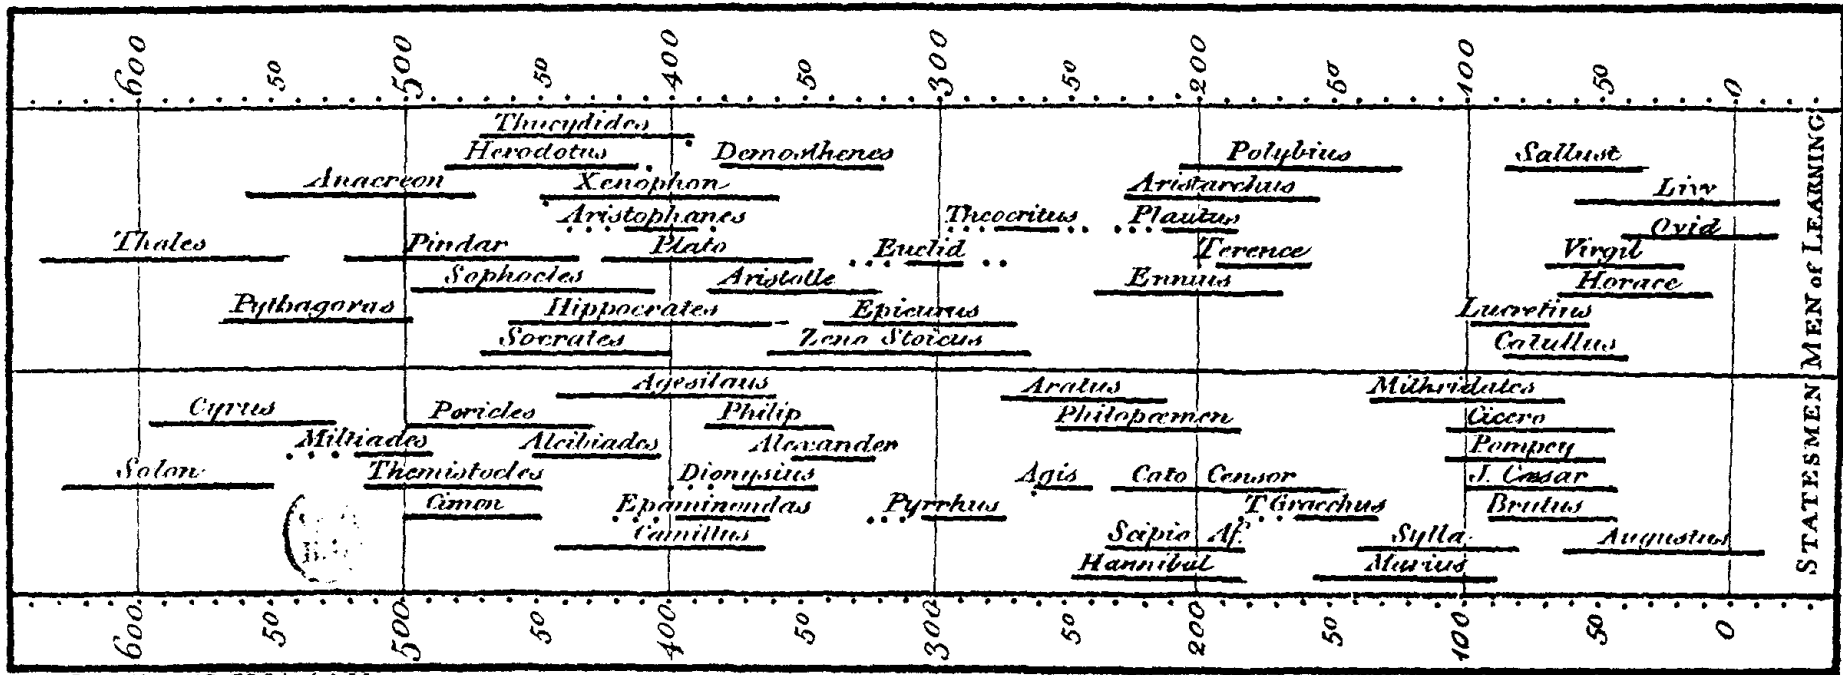 600 50 500 50 400 50 300 50 200 50 100 50 0
Thucydides
Herodotus Demosthenes Polybius Sallust
Anacreon Xenophon Aristarchus Livy
Aristophanes Theocritus Plautus Ovid
Thales Pindar Plato Euclid Terence Virgil
Sophocles Aristotle Ennius Horace
Pythagoras Hippocrates Epicurus Lucretius
Socrates Zeno Stoicus Catullus
MEN of LEARNING
Agesilaus Aratus Mithridates
Cyrus Pericles Philip Philopæmen Cicero
Miltiades Alcibiades Alexander Pompey
Solon Themistocles Dionysius Agis Cato Censor J. Cæsar
Cimon Epaminondas Pyrrhus T Gracchus Brutus
Camillus Scipio Af. Sylla Augustus
Hannibal Marius
STATESMEN
600 50 500 50 400 50 300 50 200 50 100 50 0